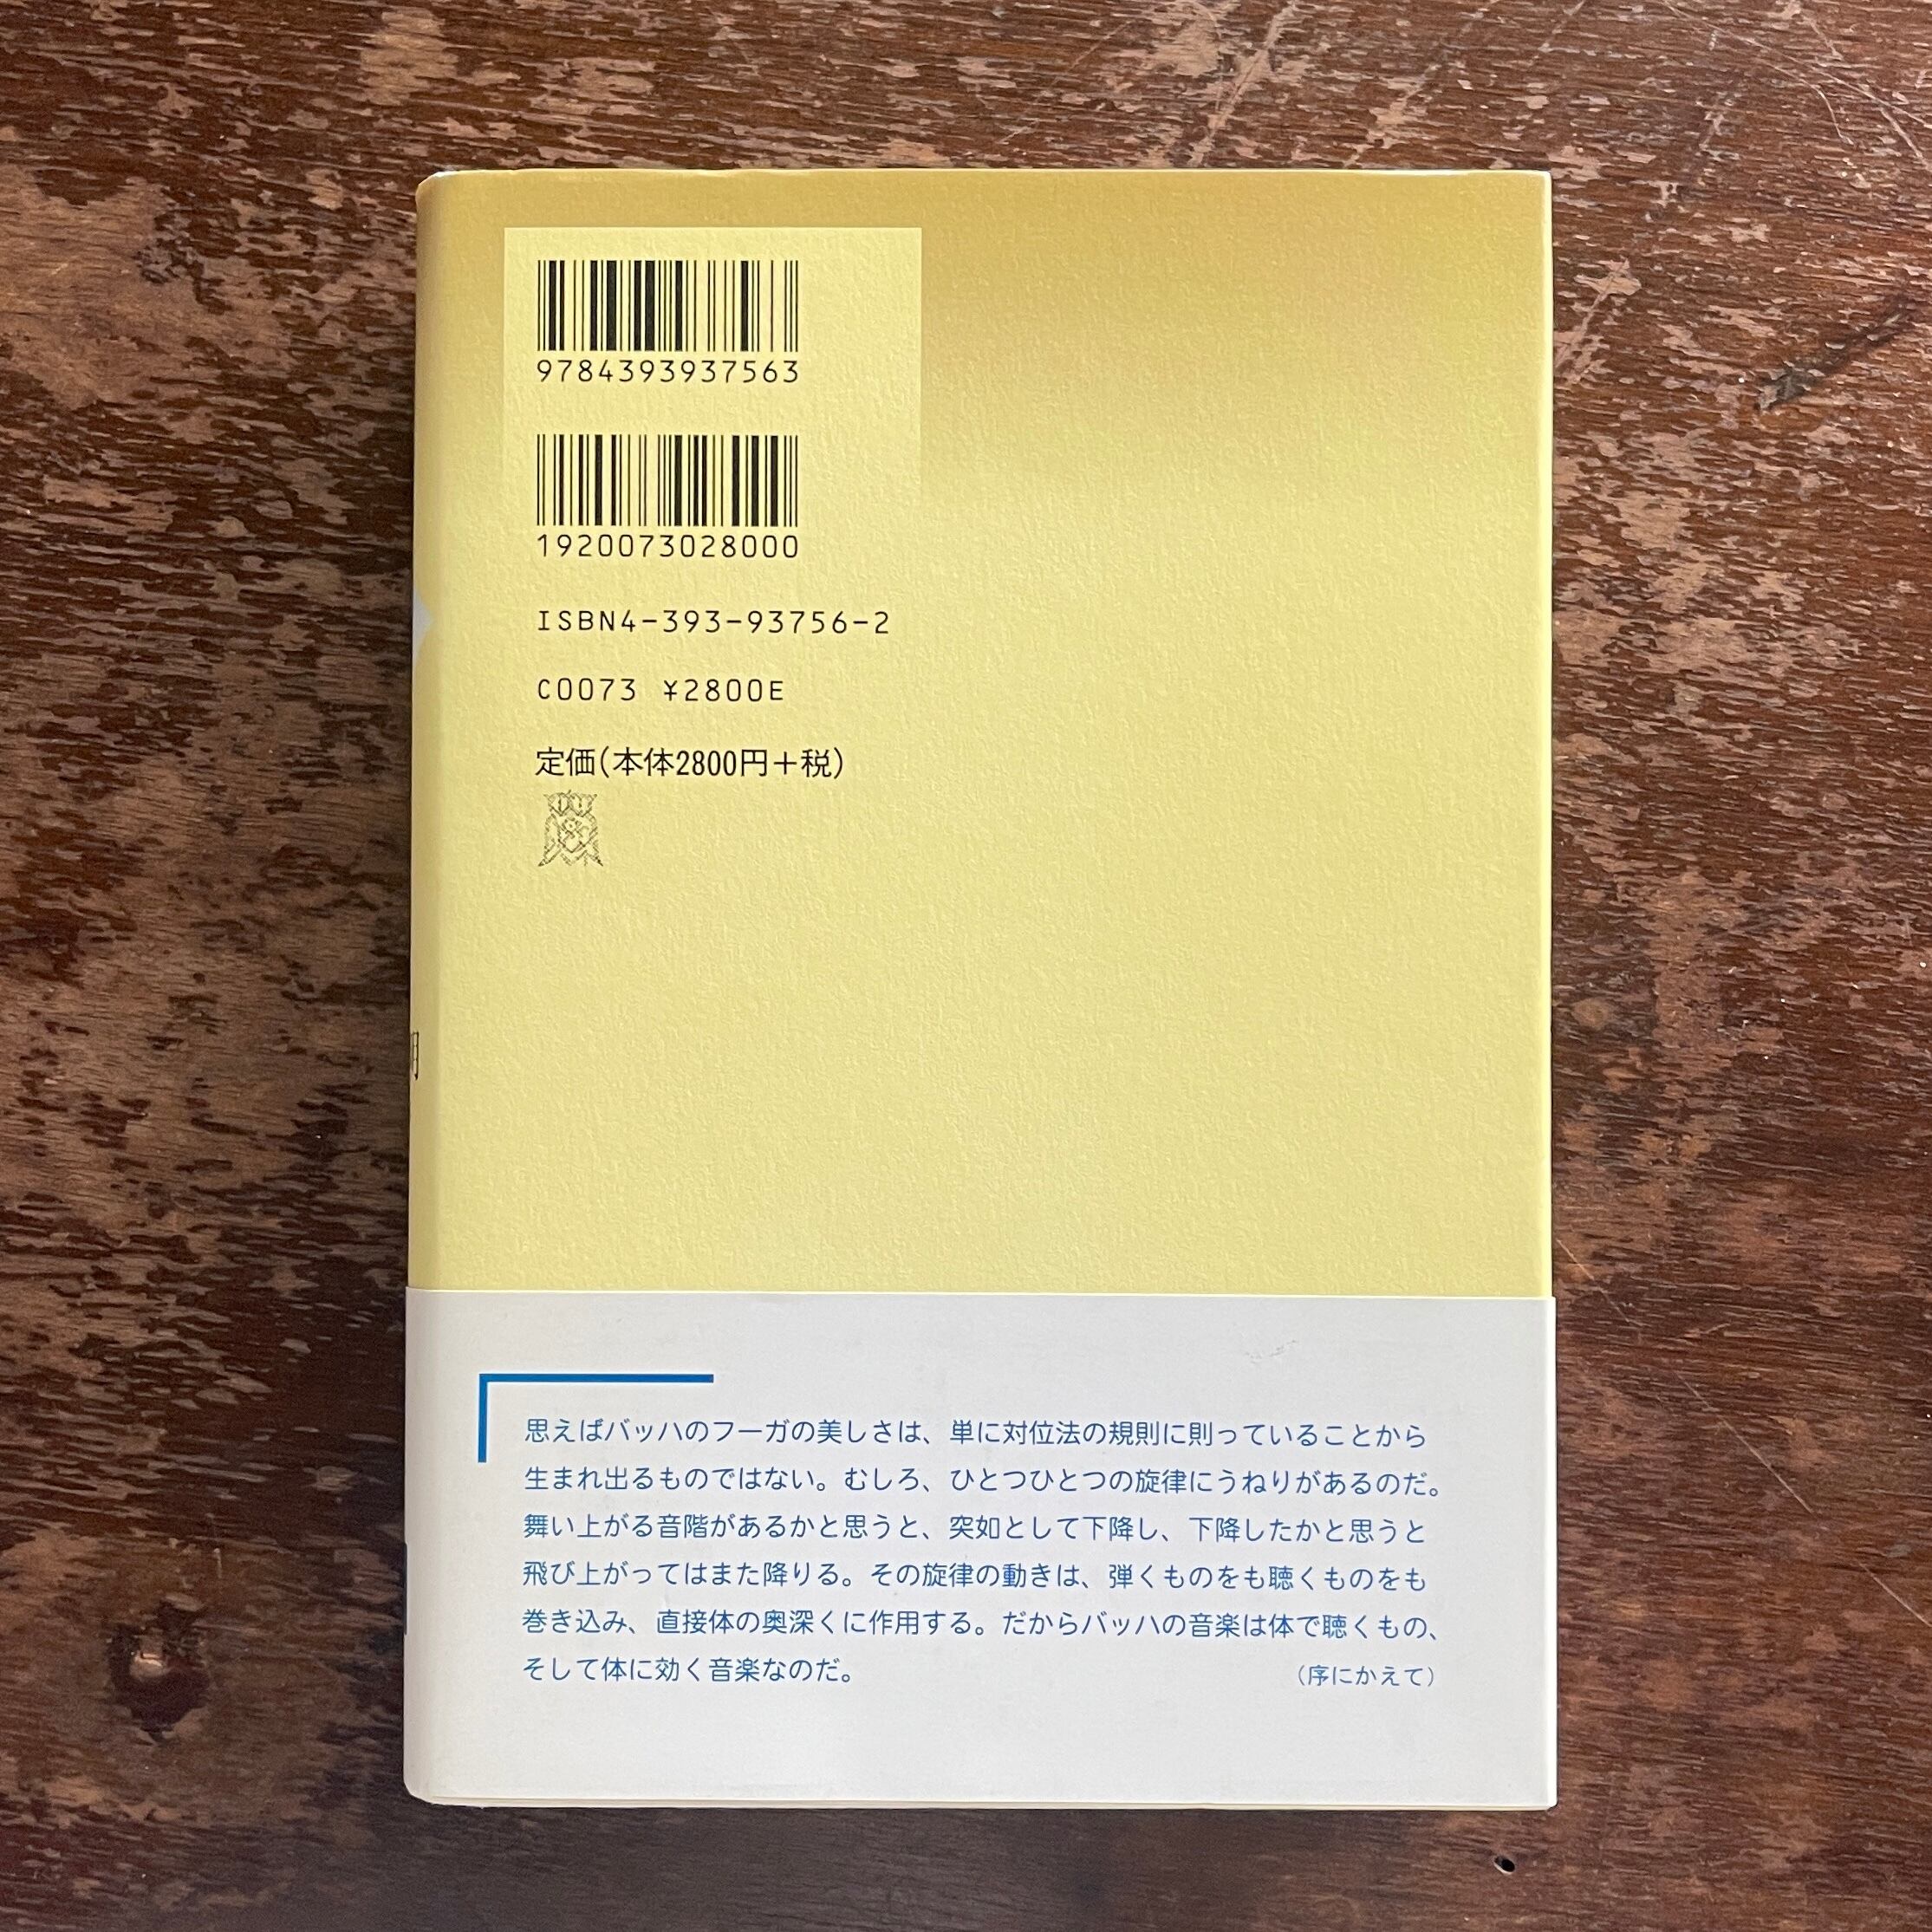 9784393937563
1920073028000
ISBN4-393-93756-2
C0073 ¥2800E
定価(本体2800円+税)
思えばバッハのフーガの美しさは、単に対位法の規則に則っていることから
生まれ出るものではない。むしろ、ひとつひとつの旋律にうねりがあるのだ。
舞い上がる音階があるかと思うと、突如として下降し、下降したかと思うと
飛び上がってはまた降りる。その旋律の動きは、弾くものをも聴くものをも
巻き込み、直接体の奥深くに作用する。だからバッハの音楽は体で聴くもの、
そして体に効く音楽なのだ。
(序にかえて)